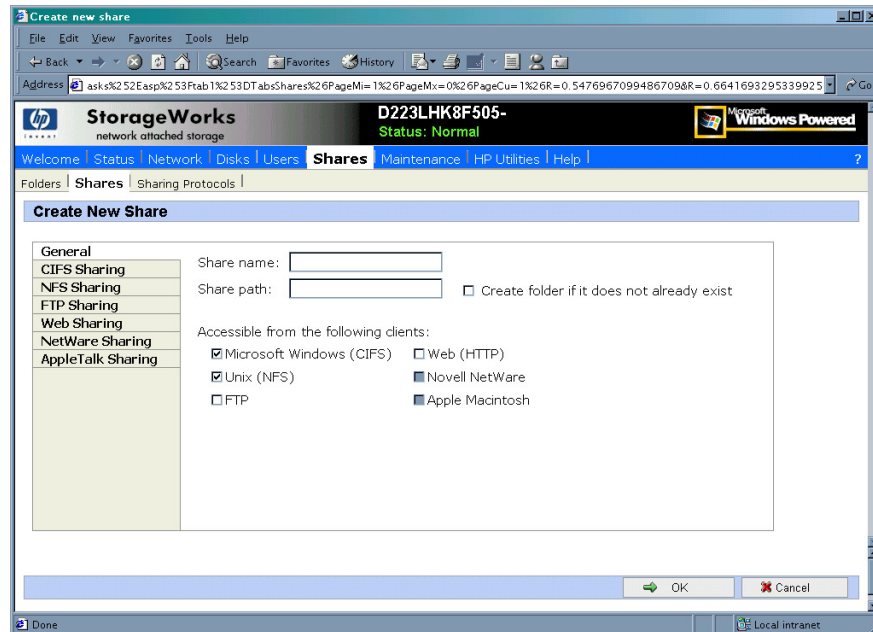 Create new share
File Edit View Favorites Tools Help
Back Search Favorites History
Address asks%252Easp%253Ftab1%253DTabsShares%26PageMi=1%26PageMx=0%26PageCu=1%26R=0.5476967099486709&R=0.6641693295339925 Go
hp invent StorageWorks network attached storage
D223LHK8F505-
Status: Normal
Microsoft Windows Powered
Welcome Status Network Disks Users Shares Maintenance HP Utilities Help ?
Folders Shares Sharing Protocols
Create New Share
General
CIFS Sharing
NFS Sharing
FTP Sharing
Web Sharing
NetWare Sharing
AppleTalk Sharing
Share name:
Share path: Create folder if it does not already exist
Accessible from the following clients:
Microsoft Windows (CIFS) Web (HTTP)
Unix (NFS) Novell NetWare
FTP Apple Macintosh
OK Cancel
Done Local intranet